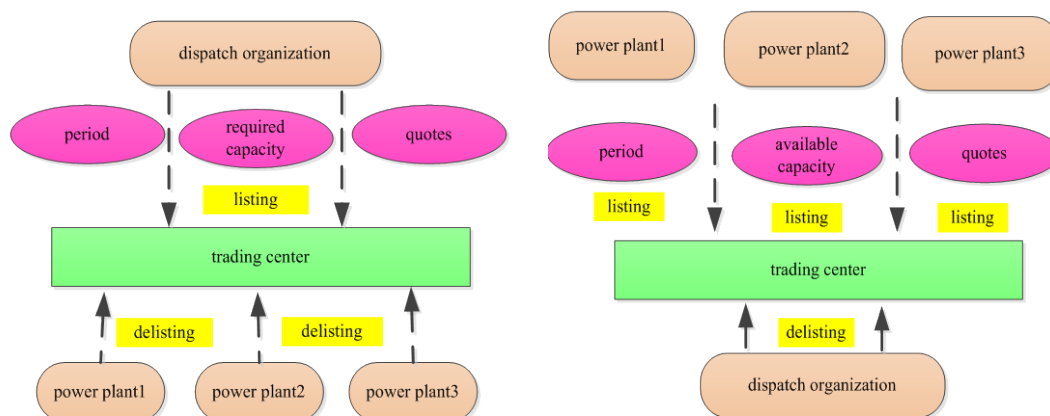 dispatch organization
period
required
capacity
quotes
listing
trading center
delisting
delisting
power plant1
power plant2
power plant3
power plant1
power plant2
power plant3
period
available
capacity
quotes
listing
listing
listing
trading center
delisting
dispatch organization